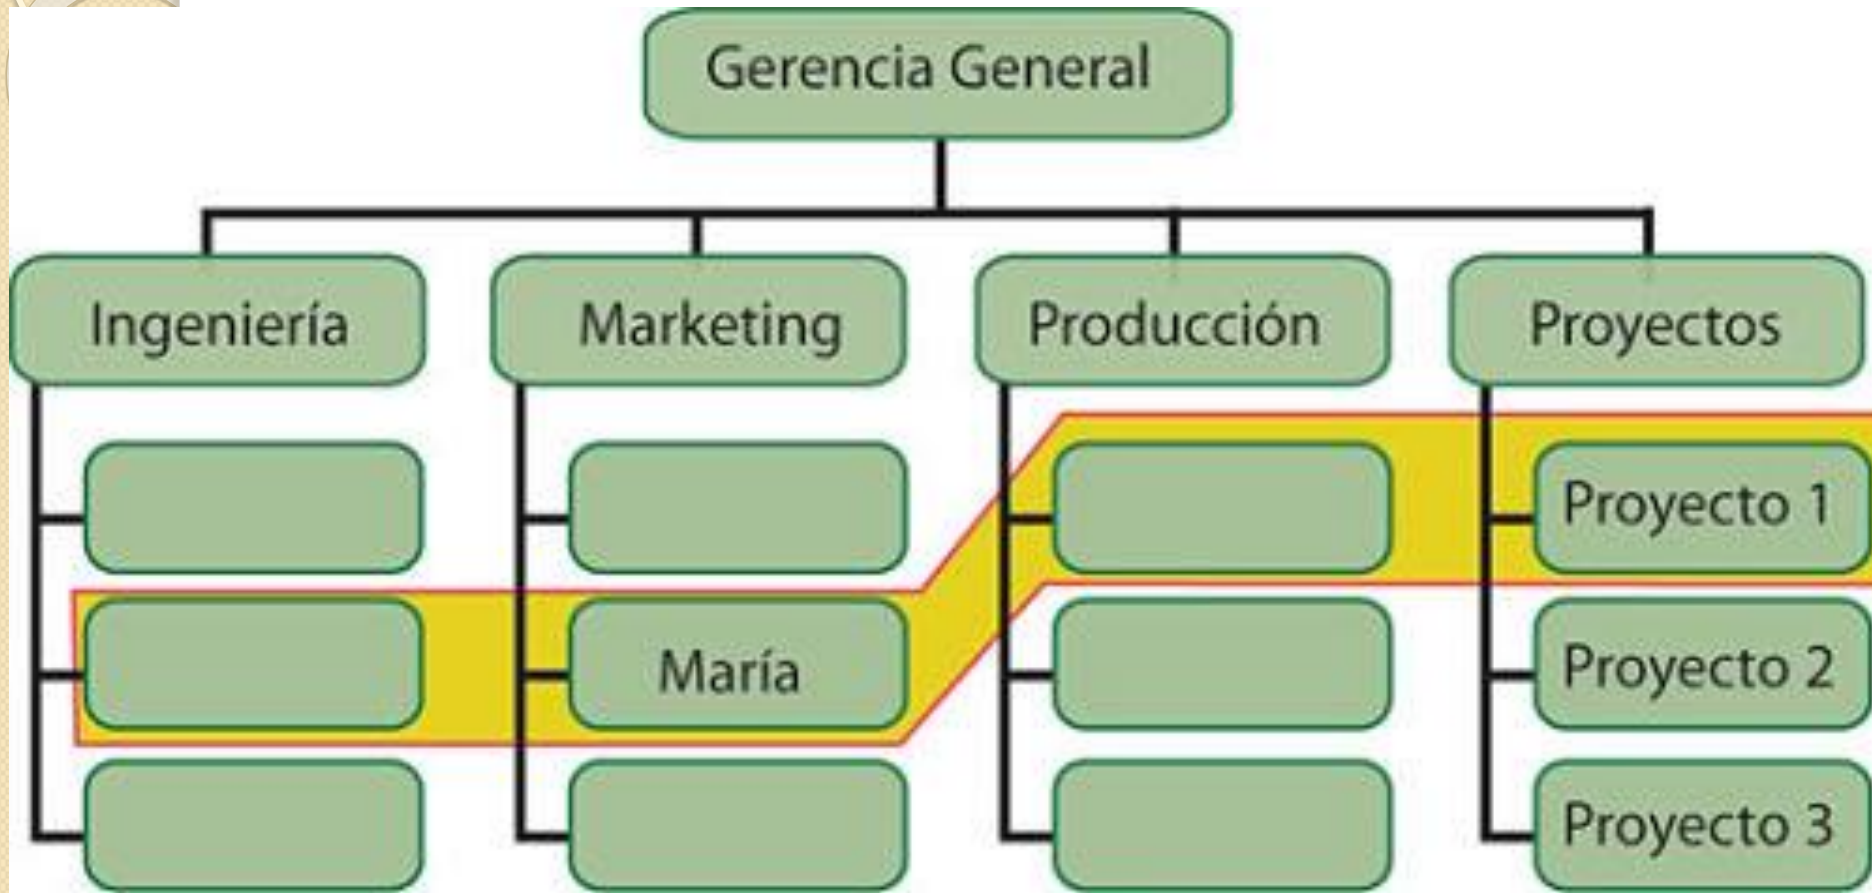 Gerencia General
Ingeniería
Marketing
Producción
Proyectos
Proyecto 1
María
Proyecto 2
Proyecto 3